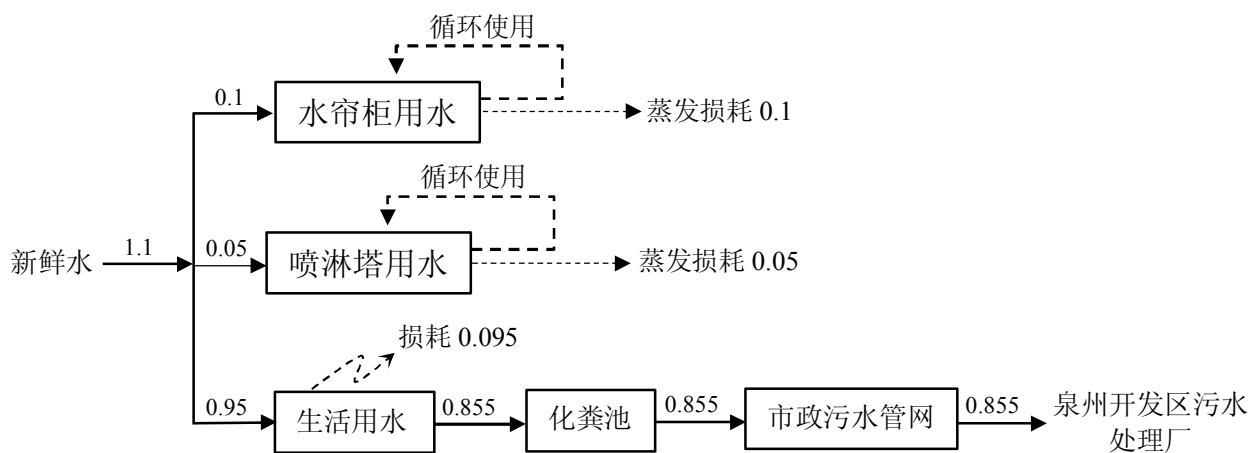 循环使用
0.1
水帘柜用水
蒸发损耗 0.1
循环使用
新鲜水
1.1
0.05
喷淋塔用水
蒸发损耗 0.05
损耗 0.095
0.95
生活用水
0.855
化粪池
0.855
市政污水管网
0.855
泉州开发区污水
处理厂